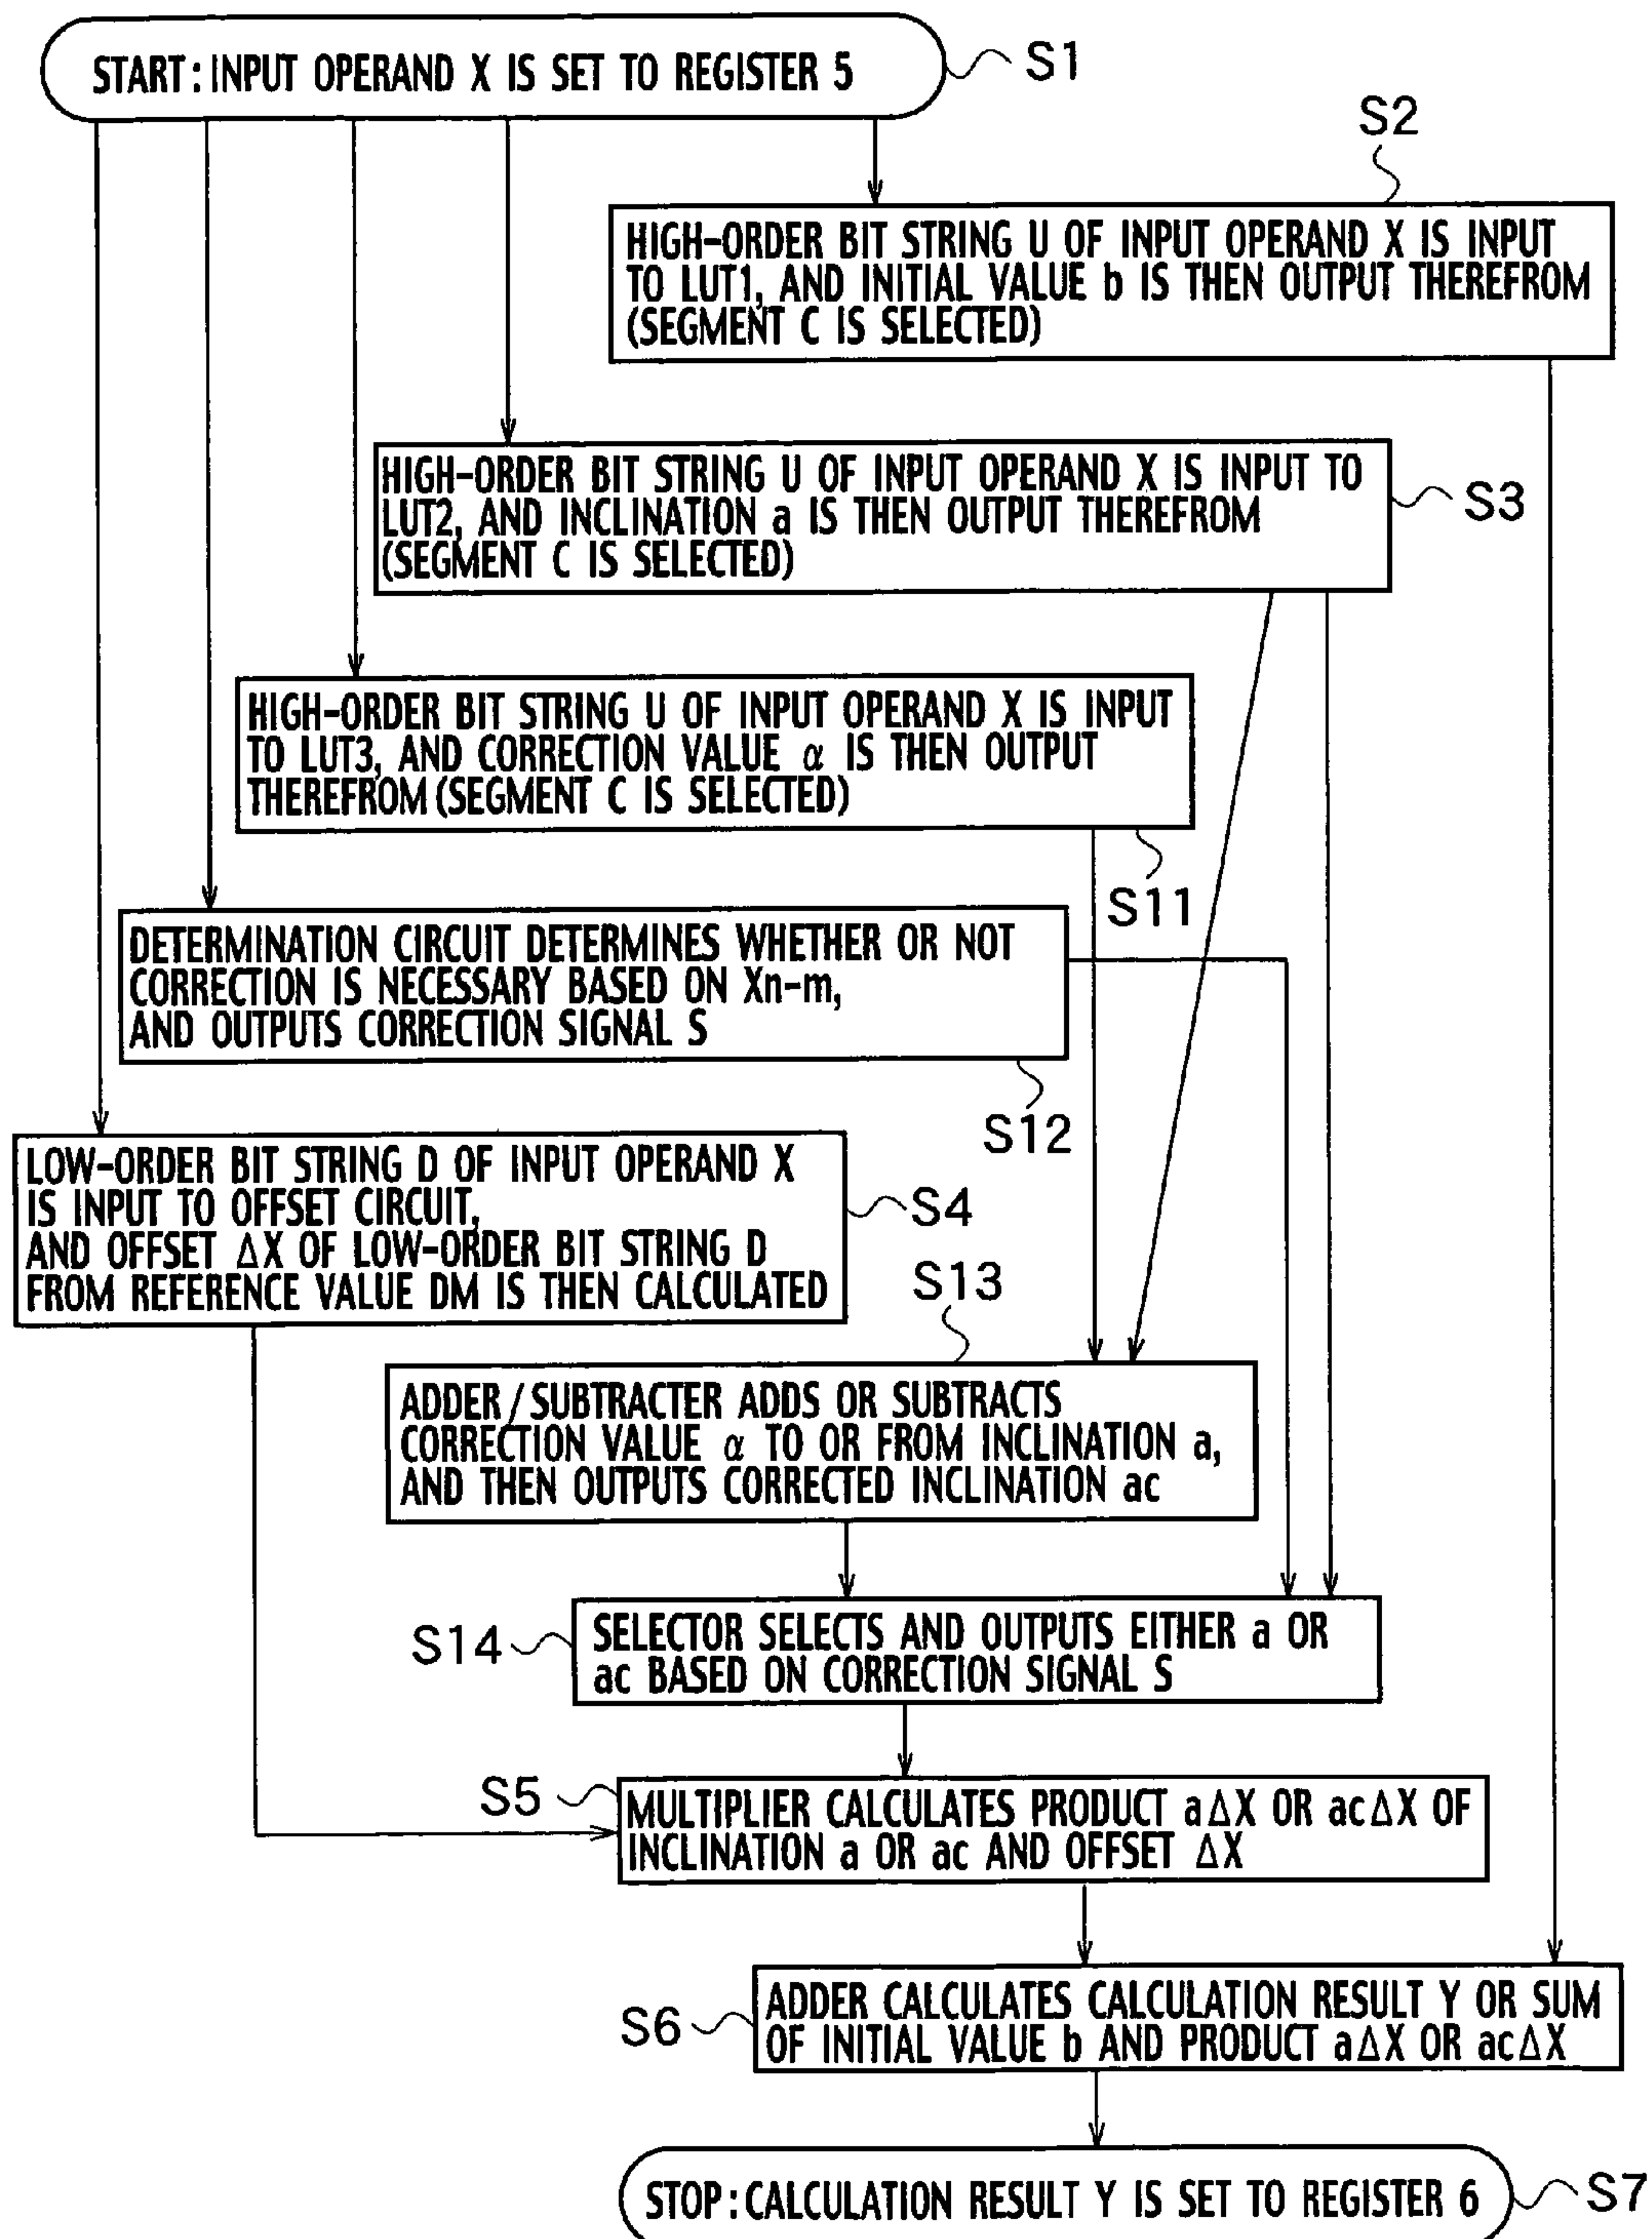 START: INPUT OPERAND X IS SET TO REGISTER 5
S1
S2
HIGH-ORDER BIT STRING U OF INPUT OPERAND X IS INPUT
TO LUT1, AND INITIAL VALUE b IS THEN OUTPUT THEREFROM
(SEGMENT C IS SELECTED)
HIGH-ORDER BIT STRING U OF INPUT OPERAND X IS INPUT TO
LUT2, AND INCLINATION a IS THEN OUTPUT THEREFROM
(SEGMENT C IS SELECTED)
S3
HIGH-ORDER BIT STRING U OF INPUT OPERAND X IS INPUT
TO LUT3, AND CORRECTION VALUE α IS THEN OUTPUT
THEREFROM (SEGMENT C IS SELECTED)
S11
DETERMINATION CIRCUIT DETERMINES WHETHER OR NOT
CORRECTION IS NECESSARY BASED ON Xn-m,
AND OUTPUTS CORRECTION SIGNAL S
S12
LOW-ORDER BIT STRING D OF INPUT OPERAND X
IS INPUT TO OFFSET CIRCUIT,
AND OFFSET ΔX OF LOW-ORDER BIT STRING D
FROM REFERENCE VALUE DM IS THEN CALCULATED
S4
S13
ADDER/SUBTRACTER ADDS OR SUBTRACTS
CORRECTION VALUE α TO OR FROM INCLINATION a,
AND THEN OUTPUTS CORRECTED INCLINATION ac
S14
SELECTOR SELECTS AND OUTPUTS EITHER a OR
ac BASED ON CORRECTION SIGNAL S
S5
MULTIPLIER CALCULATES PRODUCT aΔX OR acΔX OF
INCLINATION a OR ac AND OFFSET ΔX
S6
ADDER CALCULATES CALCULATION RESULT Y OR SUM
OF INITIAL VALUE b AND PRODUCT aΔX OR acΔX
STOP: CALCULATION RESULT Y IS SET TO REGISTER 6
S7